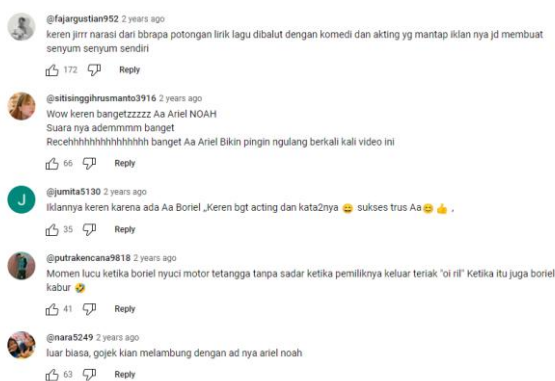 @fajargustian952 2 years ago
keren jirrr narasi dari bbrapa potongan lirik lagu dibalut dengan komedi dan akting yg mantap iklan nya jd membuat
senyum senyum sendiri
172 Reply
@sitisinggihrusmanto3916 2 years ago
Wow keren bangetzzzzz Aa Ariel NOAH
Suara nya ademmmm banget
Recehhhhhhhhhhhhhhh banget Aa Ariel Bikin pingin ngulang berkali kali video ini
66 Reply
J
@jumita5130 2 years ago
Iklannya keren karena ada Aa Boriel ,,Keren bgt acting dan kata2nya 😄 sukses trus Aa😊 👍 ,
35 Reply
@putrakencana9818 2 years ago
Momen lucu ketika boriel nyuci motor tetangga tanpa sadar ketika pemiliknya keluar teriak "oi ril" Ketika itu juga boriel
kabur 🤣
41 Reply
@nara5249 2 years ago
luar biasa, gojek kian melambung dengan ad nya ariel noah
63 Reply